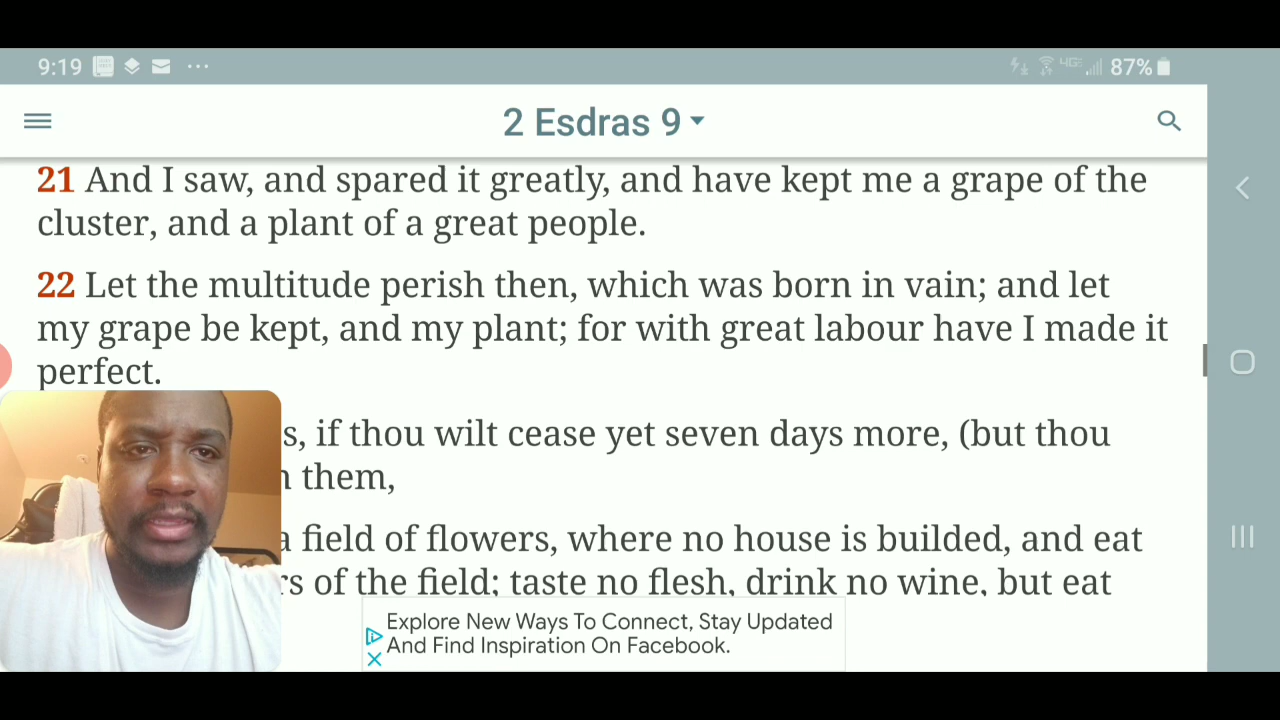 9:19
4GE
87%
2 Esdras 9
21 And I saw, and spared it greatly, and have kept me a grape of the
cluster, and a plant of a great people.
22 Let the multitude perish then, which was born in vain; and let
my grape be kept, and my plant; for with great labour have I made it
perfect.
s, if thou wilt cease yet seven days more, (but thou
them,
a field of flowers, where no house is builded, and eat
rs of the field; taste no flesh, drink no wine, but eat
Explore New Ways To Connect, Stay Updated
And Find Inspiration On Facebook.